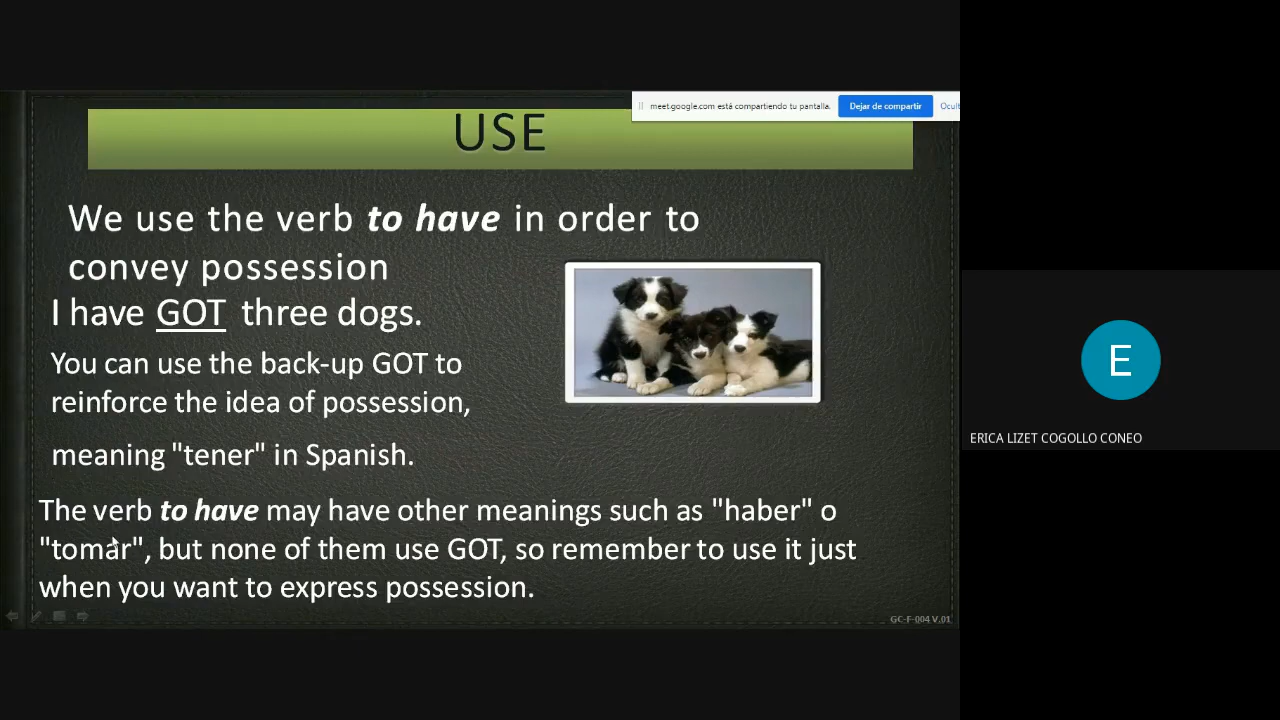 meet.google.com está compartiendo tu pantalla.
Dejar de compartir
USE
We use the verb to have in order to
convey possession
I have GOT three dogs.
You can use the back-up GOT to
reinforce the idea of possession,
meaning "tener" in Spanish.
The verb to have may have other meanings such as "haber" o
"tomar", but none of them use GOT, so remember to use it just
when you want to express possession.
GC-F-004 V.01
E
ERICA LIZET COGOLLO CONEO